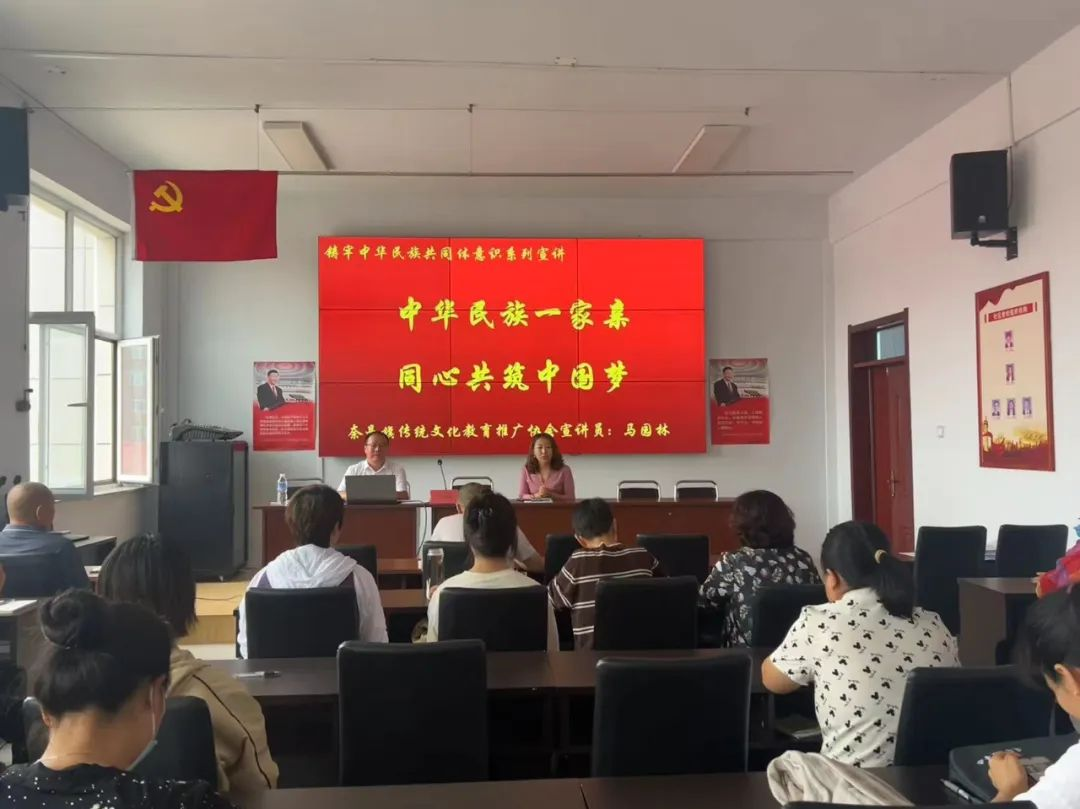 铸牢中华民族共同体意识系列宣讲
中华民族一家亲
同心共筑中国梦
奈曼旗传统文化教育推广协会宣讲员：马国林